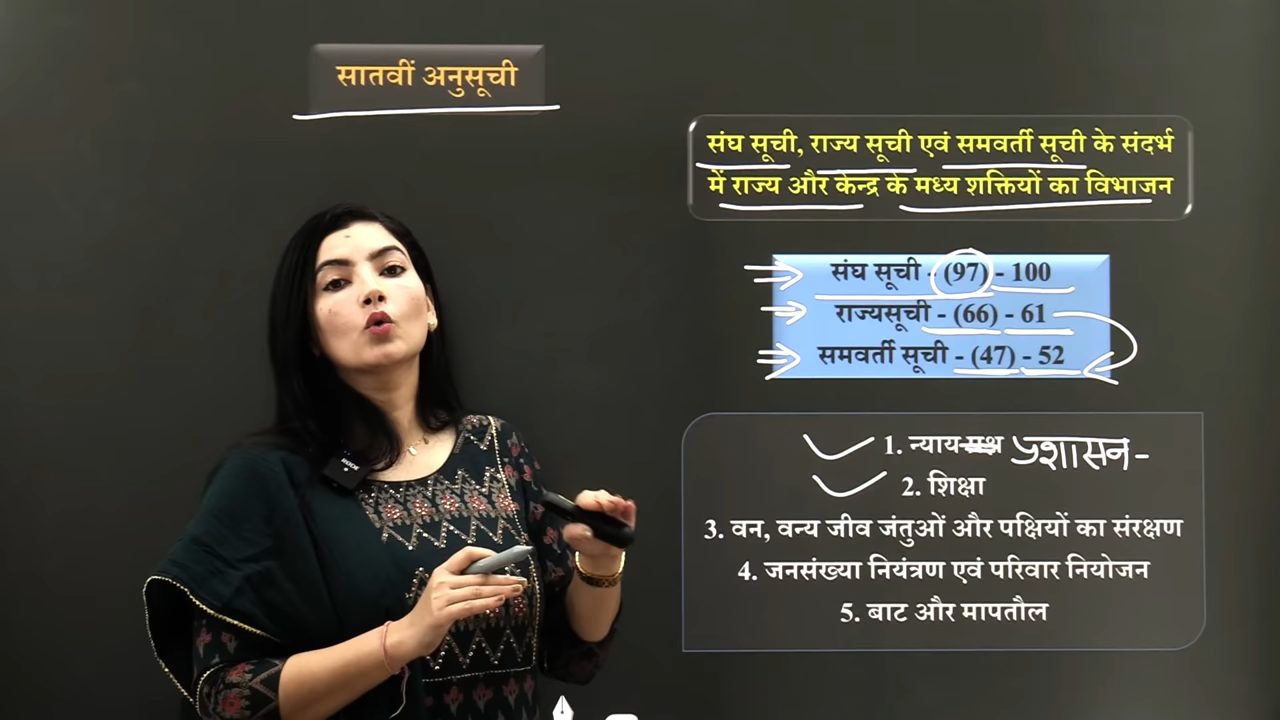 सातवीं अनुसूची
संघ सूची, राज्य सूची एवं समवर्ती सूची के संदर्भ
में राज्य और केन्द्र के मध्य शक्तियों का विभाजन
संघ सूची - (97) - 100
राज्यसूची - (66) - 61
समवर्ती सूची - (47) - 52
1. न्याय प्रशासन-
2. शिक्षा
3. वन, वन्य जीव जंतुओं और पक्षियों का संरक्षण
4. जनसंख्या नियंत्रण एवं परिवार नियोजन
5. बाट और मापतौल
RODE